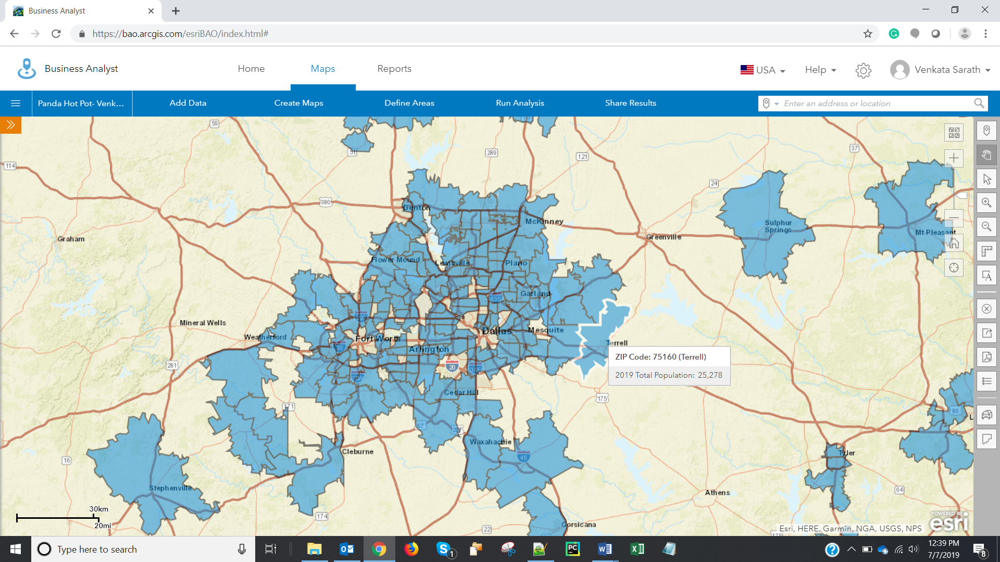 Business Analyst
https://bao.arcgis.com/esriBAO/index.html#
Business Analyst
Home
Maps
Reports
USA
Help
Venkata Sarath
Panda Hot Pot- Venk...
Add Data
Create Maps
Define Areas
Run Analysis
Share Results
Enter an address or location
59
51
289
121
37
114
24
380
Denton
McKinney
Sulphur
Springs
Mt Pleasant
Graham
Greenville
Flower Mound
Lewisville
Plano
Garland
635
Mineral Wells
Weatherford
30
Fort Worth
Dallas
Mesquite
Arlington
Terrell
ZIP Code: 75160 (Terrell)
2019 Total Population: 25,278
281
20
35E
Cedar Hill
175
171
80
67
287
Waxahachie
Cleburne
45
16
Tyler
Stephenville
Athens
64
30km
20mi
174
22
Corsicana
POWERED BY
esri
Esri, HERE, Garmin, NGA, USGS, NPS
Type here to search
1
12:39 PM
7/7/2019
8